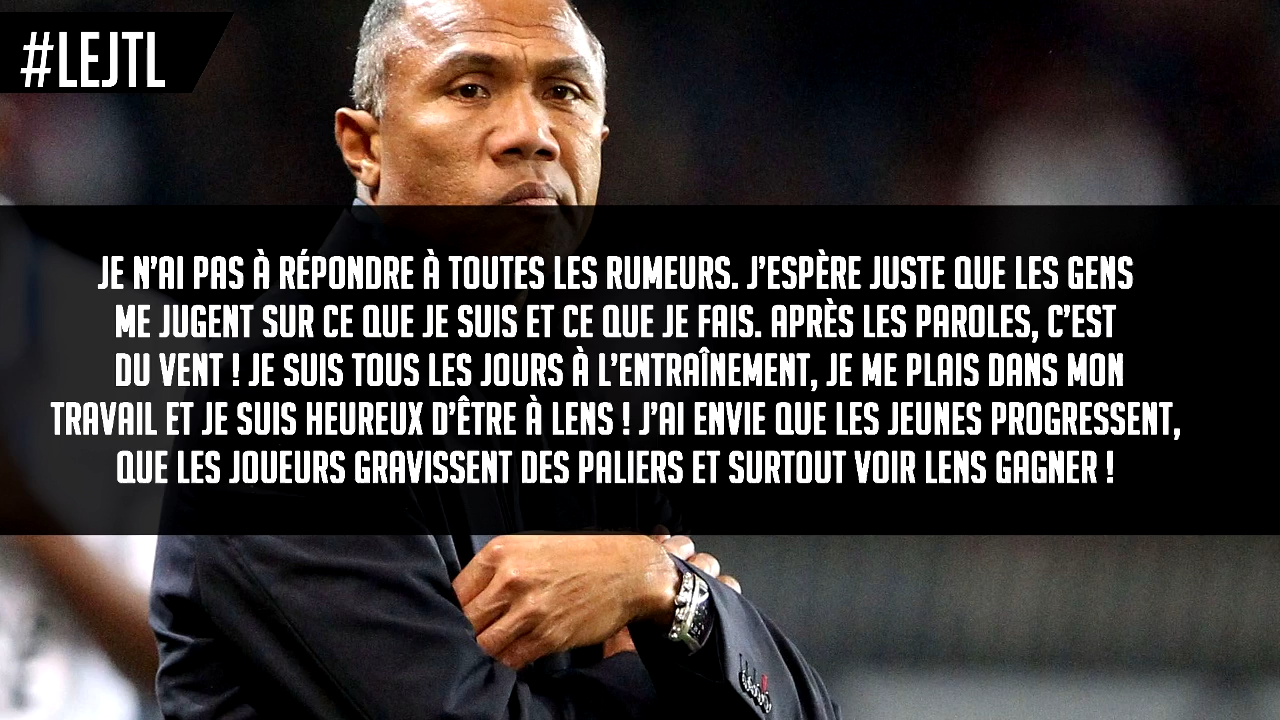 #LEJTL
JE N'AI PAS À RÉPONDRE À TOUTES LES RUMEURS. J'ESPÈRE JUSTE QUE LES GENS
ME JUGENT SUR CE QUE JE SUIS ET CE QUE JE FAIS. APRÈS LES PAROLES, C'EST
DU VENT ! JE SUIS TOUS LES JOURS À L'ENTRAÎNEMENT, JE ME PLAIS DANS MON
TRAVAIL ET JE SUIS HEUREUX D'ÊTRE À LENS ! J'AI ENVIE QUE LES JEUNES PROGRESSENT,
QUE LES JOUEURS GRAVISSENT DES PALIERS ET SURTOUT VOIR LENS GAGNER !